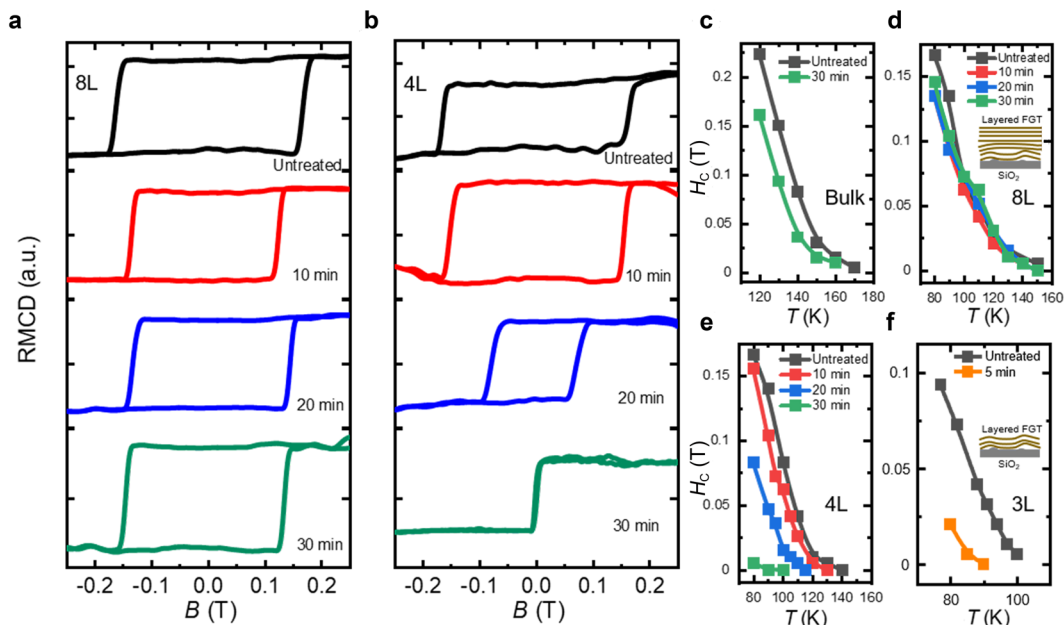 a
8L
Untreated
10 min
20 min
30 min
RMCD (a.u.)
-0.2 -0.1 0.0 0.1 0.2
B (T)
b
4L
Untreated
10 min
20 min
30 min
-0.2 -0.1 0.0 0.1 0.2
B (T)
c
Untreated
30 min
0.2
0.15
0.1
0.05
0
Hc (T)
Bulk
120 140 160 180
T (K)
d
Untreated
10 min
20 min
30 min
Layered FGT
SiO2
0.15
0.1
0.05
0
8L
80 100 120 140 160
T (K)
e
Untreated
10 min
20 min
30 min
0.15
0.1
0.05
0
Hc (T)
4L
80 100 120 140 160
T (K)
f
Untreated
5 min
Layered FGT
SiO2
0.1
0.05
0
3L
80 100
T (K)